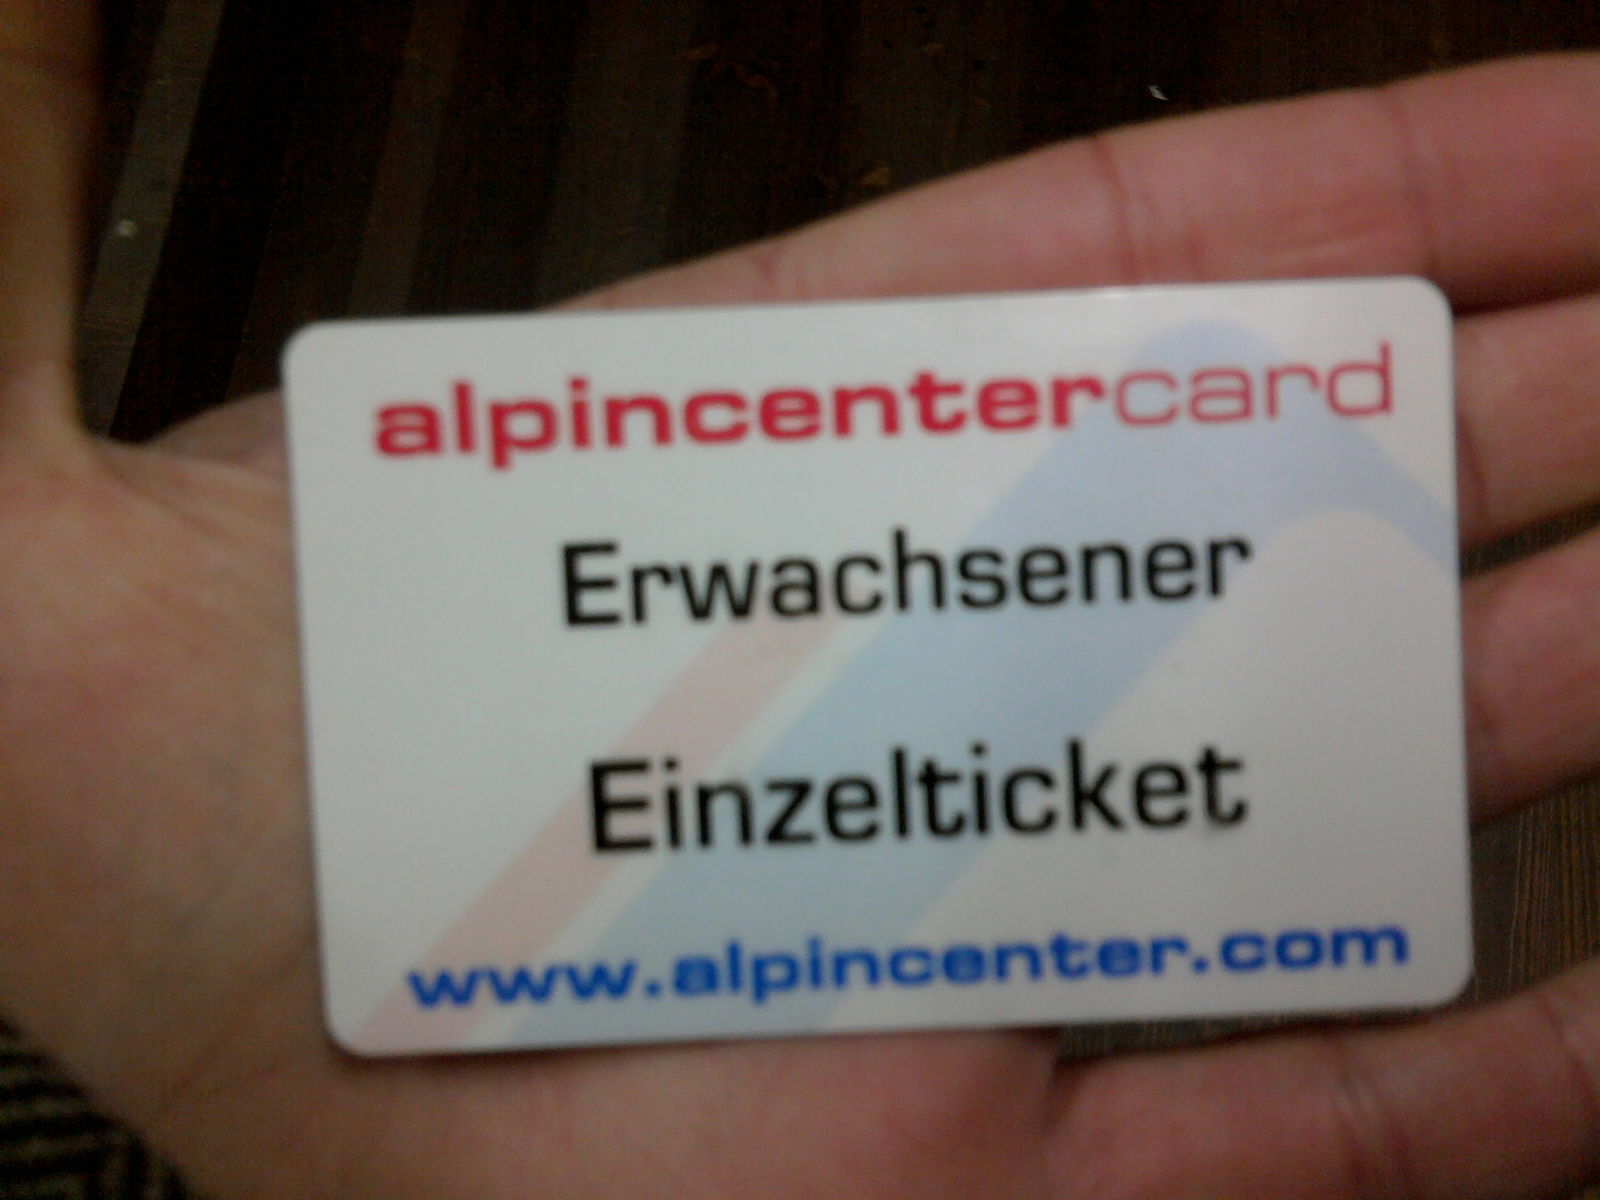 alpincentercard
Erwachsener
Einzelticket
www.alpincenter.com